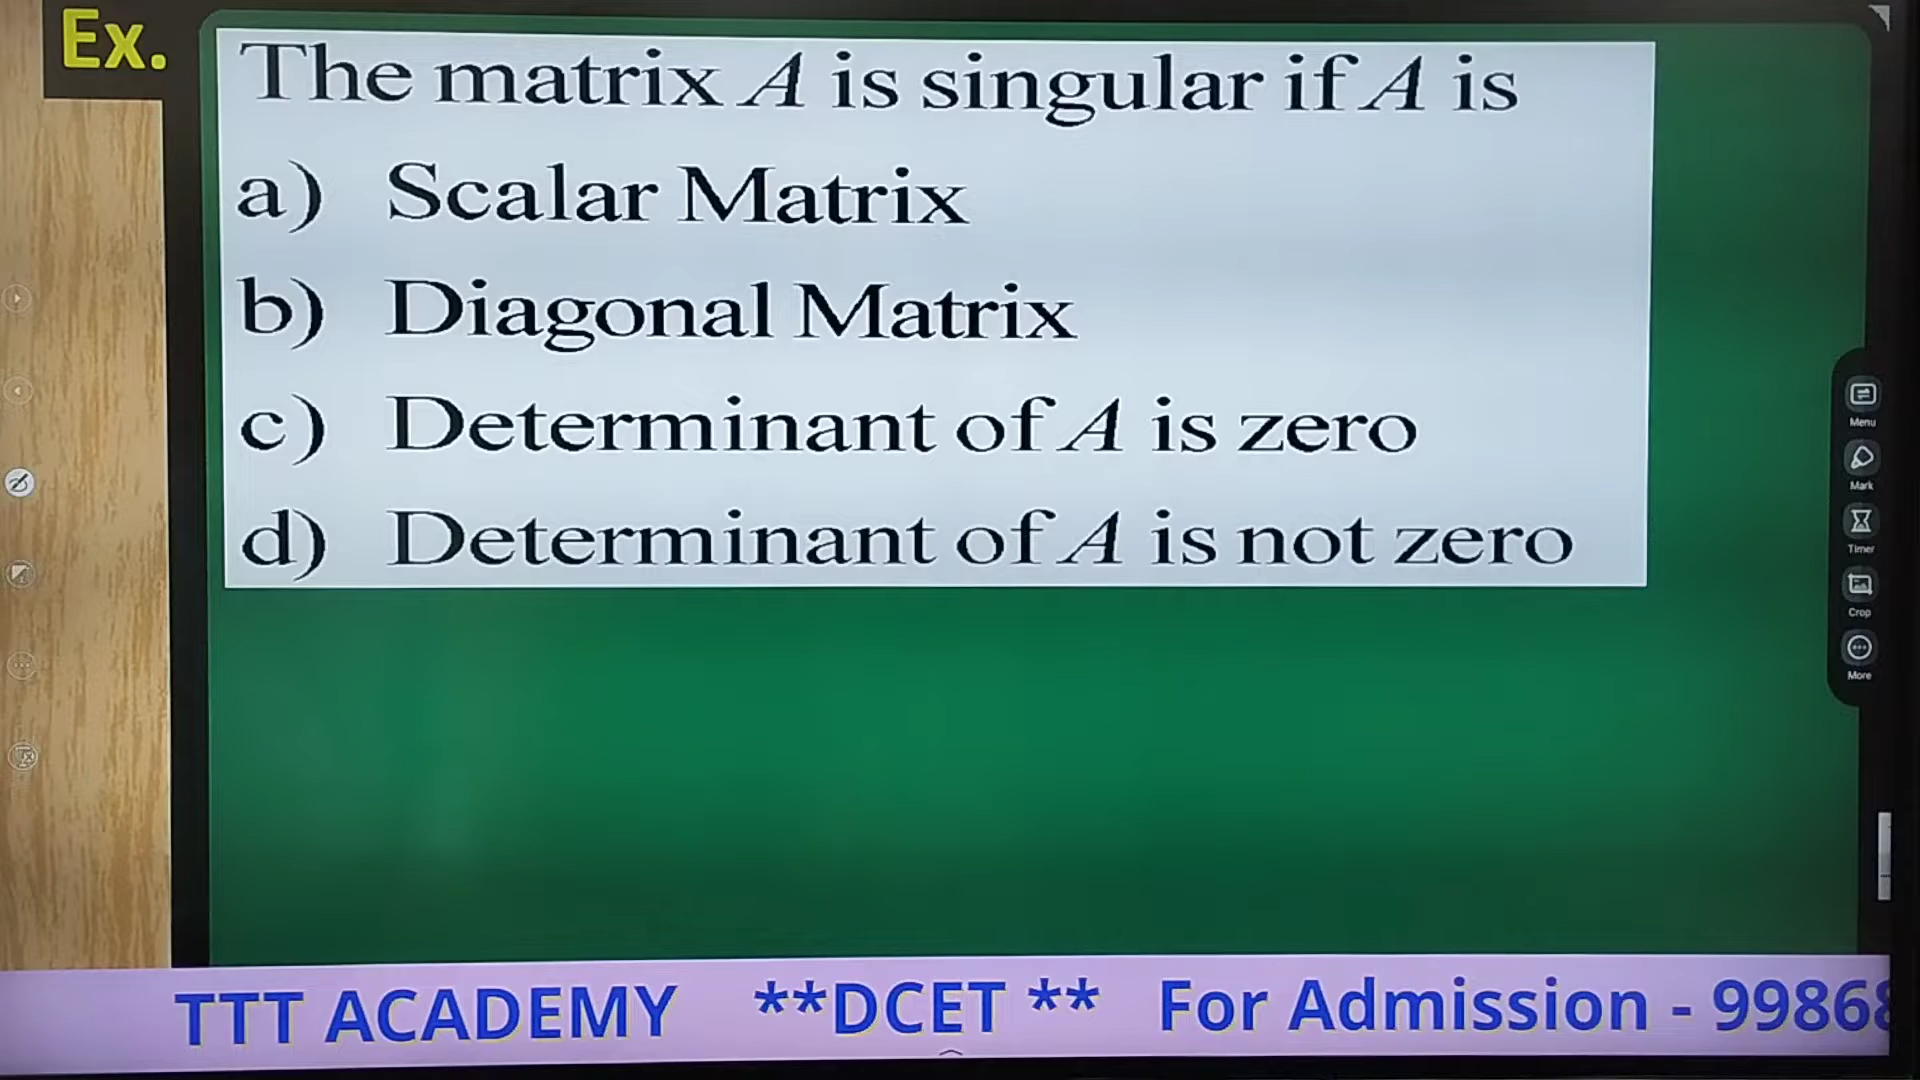 Ex.
The matrix A is singular if A is
a) Scalar Matrix
b) Diagonal Matrix
c) Determinant of A is zero
d) Determinant of A is not zero
Menu
Mark
Timer
Crop
More
TTT ACADEMY **DCET ** For Admission - 9986